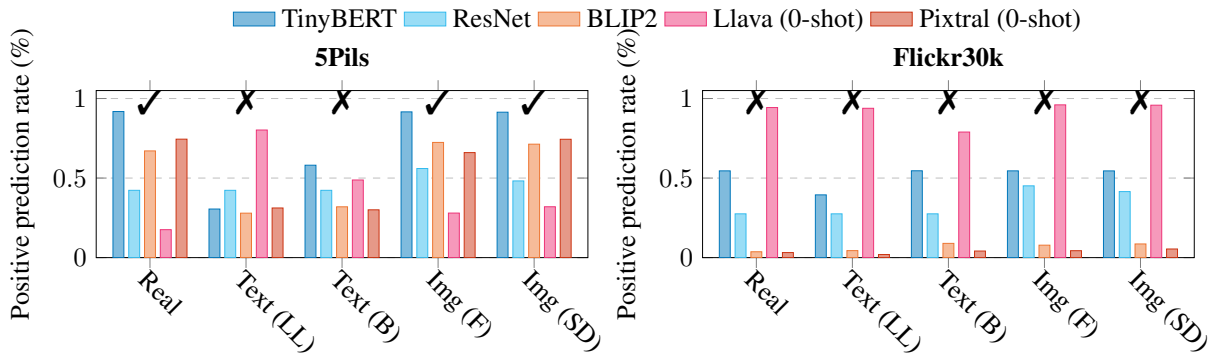 TinyBERT ResNet BLIP2 Llava (0-shot) Pixtral (0-shot)
5Pils
Positive prediction rate (%)
1
0.5
0
✓ ✗ ✗ ✓ ✓
Real Text (LL) Text (B) Img (F) Img (SD)
Flickr30k
Positive prediction rate (%)
1
0.5
0
✗ ✗ ✗ ✗ ✗
Real Text (LL) Text (B) Img (F) Img (SD)